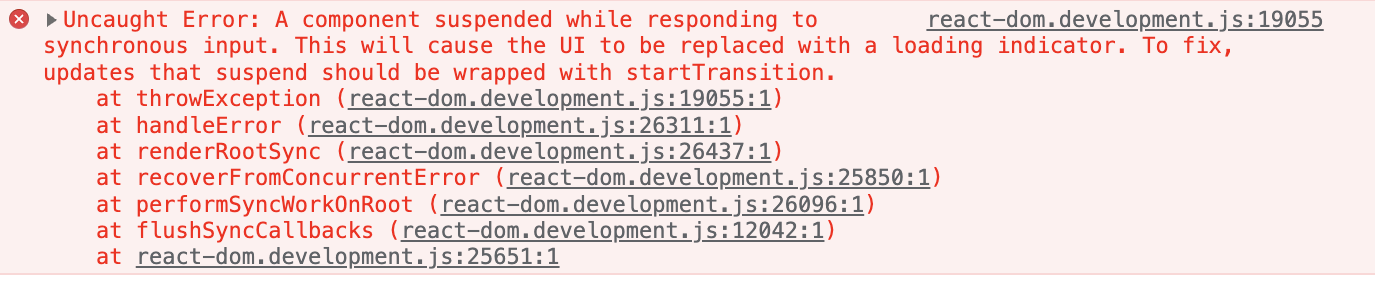 Uncaught Error: A component suspended while responding to react-dom.development.js:19055
synchronous input. This will cause the UI to be replaced with a loading indicator. To fix,
updates that suspend should be wrapped with startTransition.
at throwException (react-dom.development.js:19055:1)
at handleError (react-dom.development.js:26311:1)
at renderRootSync (react-dom.development.js:26437:1)
at recoverFromConcurrentError (react-dom.development.js:25850:1)
at performSyncWorkOnRoot (react-dom.development.js:26096:1)
at flushSyncCallbacks (react-dom.development.js:12042:1)
at react-dom.development.js:25651:1